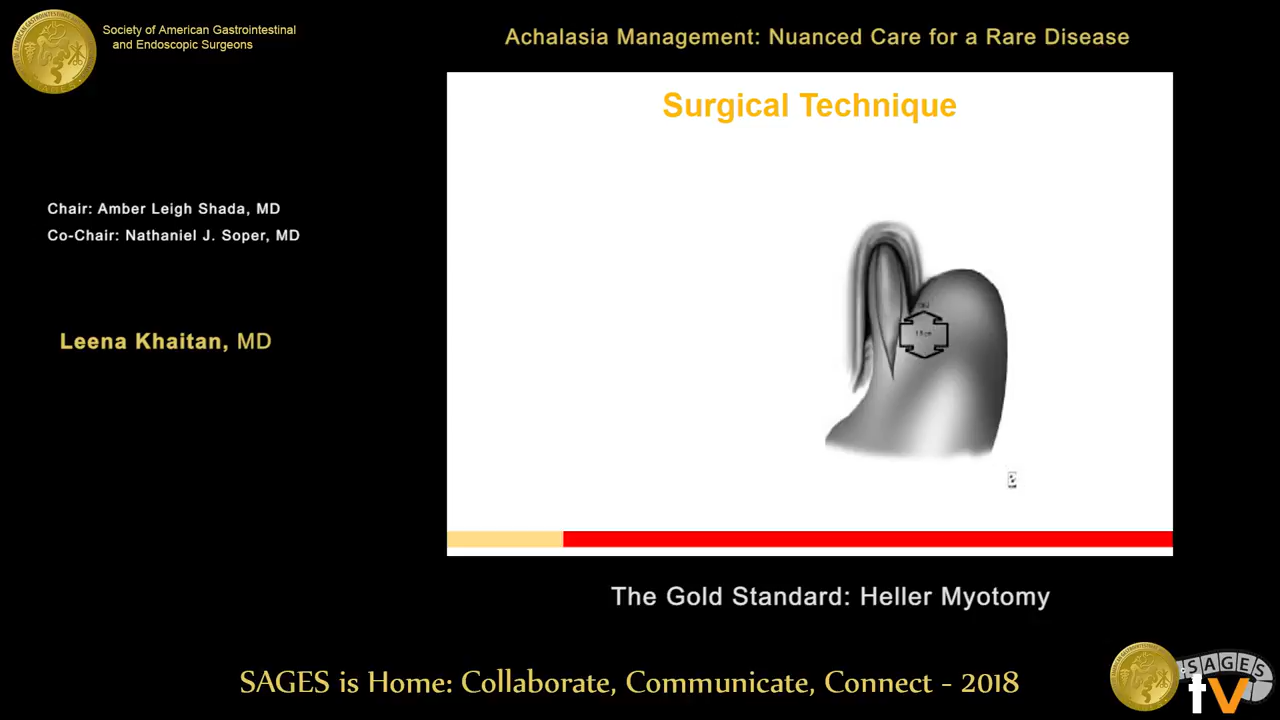 Society of American Gastrointestinal
and Endoscopic Surgeons
Achalasia Management: Nuanced Care for a Rare Disease
Surgical Technique
Chair: Amber Leigh Shada, MD
Co-Chair: Nathaniel J. Soper, MD
Leena Khaitan, MD
The Gold Standard: Heller Myotomy
SAGES is Home: Collaborate, Communicate, Connect - 2018
SAGES
tv